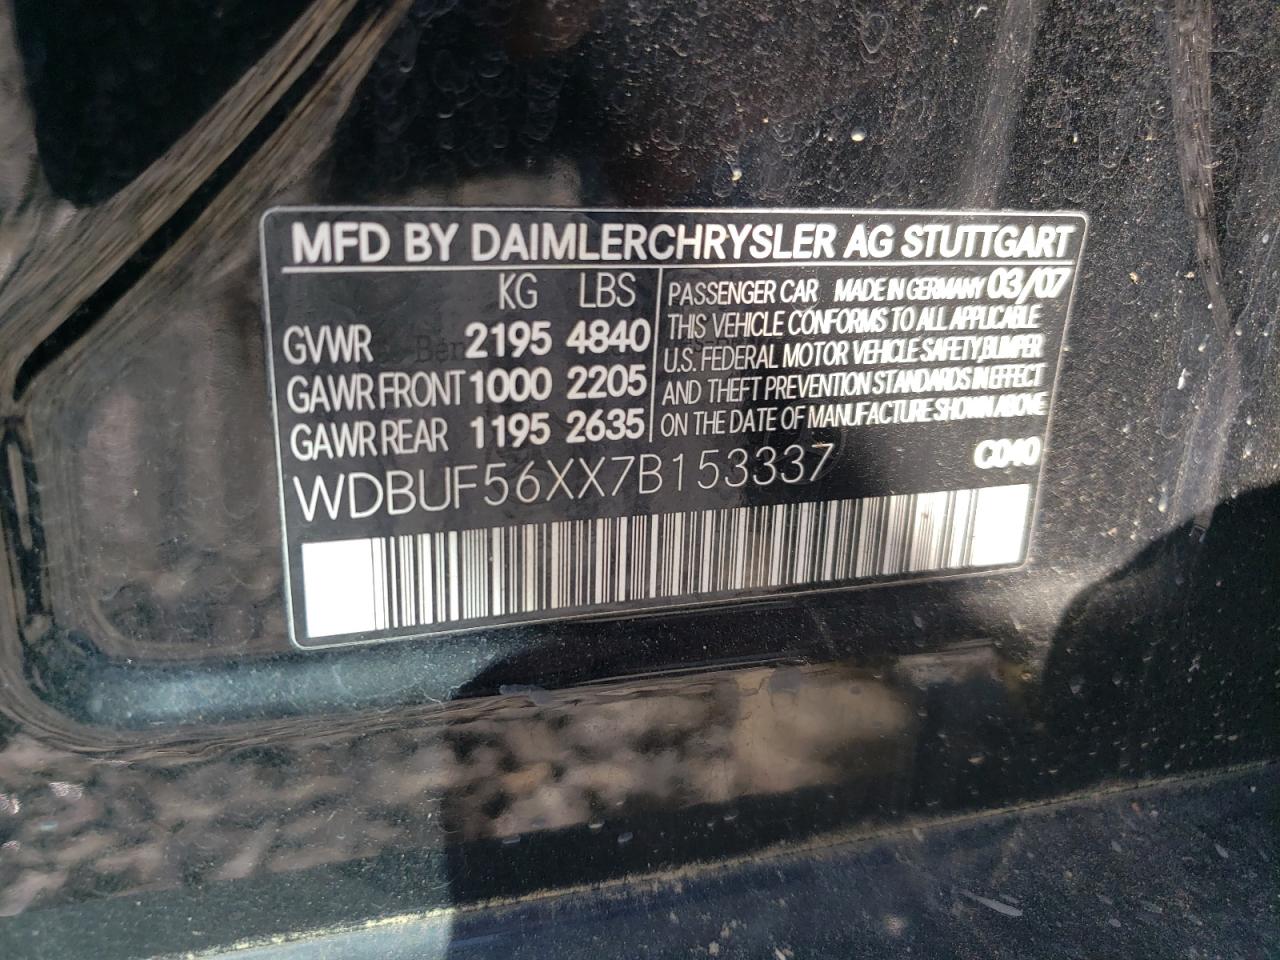 MFD BY DAIMLERCHRYSLER AG STUTTGART
KG LBS
GVWR 2195 4840
GAWR FRONT 1000 2205
GAWR REAR 1195 2635
PASSENGER CAR MADE IN GERMANY 03/07
THIS VEHICLE CONFORMS TO ALL APPLICABLE
U.S. FEDERAL MOTOR VEHICLE SAFETY, BUMPER
AND THEFT PREVENTION STANDARDS IN EFFECT
ON THE DATE OF MANUFACTURE SHOWN ABOVE
WDBUF56XX7B153337 C040